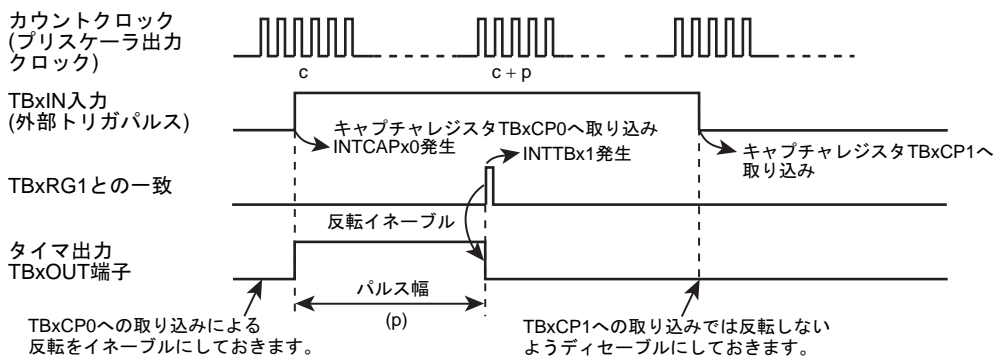 カウントクロック
(プリスケーラ出力
クロック)
c
c + p
TBxIN入力
(外部トリガパルス)
キャプチャレジスタTBxCP0へ取り込み
INTCAPx0発生
INTTBx1発生
キャプチャレジスタTBxCP1へ
取り込み
TBxRG1との一致
反転イネーブル
タイマ出力
TBxOUT端子
パルス幅
(p)
TBxCP0への取り込みによる
反転をイネーブルにしておきます。
TBxCP1への取り込みでは反転しない
ようディセーブルにしておきます。